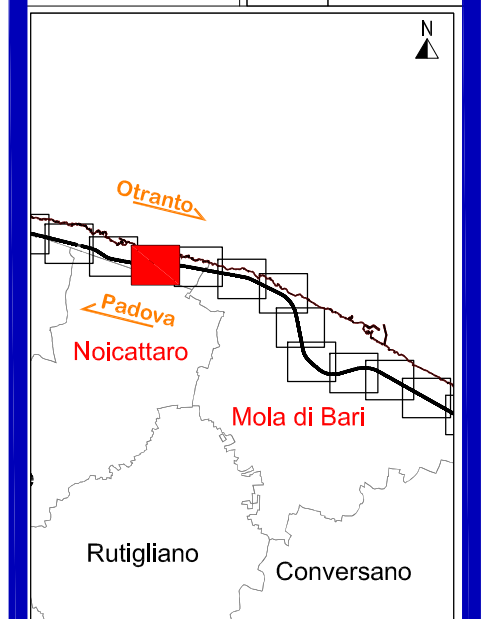 N
Otranto
Padova
Noicattaro
Mola di Bari
Rutigliano
Conversano